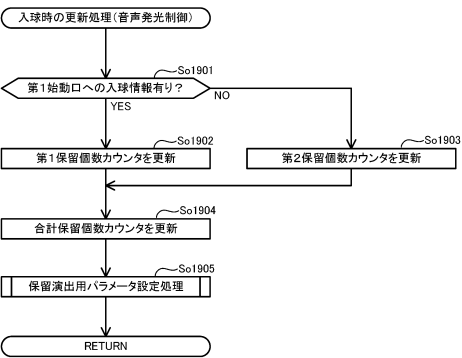 入球時の更新処理(音声発光制御)
So1901
第1始動口への入球情報有り?
NO
YES
So1902
第1保留個数カウンタを更新
So1903
第2保留個数カウンタを更新
So1904
合計保留個数カウンタを更新
So1905
保留演出用パラメータ設定処理
RETURN